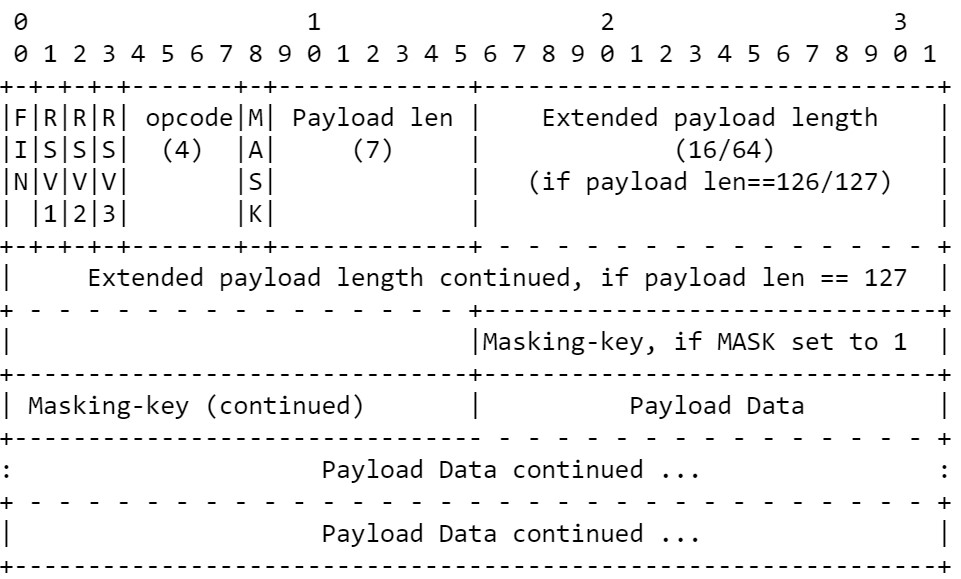 0                   1                   2                   3
 0 1 2 3 4 5 6 7 8 9 0 1 2 3 4 5 6 7 8 9 0 1 2 3 4 5 6 7 8 9 0 1
+-+-+-+-+-------+-+-------------+-------------------------------+
|F|R|R|R| opcode|M| Payload len |    Extended payload length    |
|I|S|S|S|  (4)  |A|     (7)     |             (16/64)           |
|N|V|V|V|       |S|             |   (if payload len==126/127)   |
| |1|2|3|       |K|             |                               |
+-+-+-+-+-------+-+-------------+ - - - - - - - - - - - - - - - +
|     Extended payload length continued, if payload len == 127  |
+ - - - - - - - - - - - - - - - +-------------------------------+
|                               |Masking-key, if MASK set to 1  |
+-------------------------------+-------------------------------+
| Masking-key (continued)       |          Payload Data         |
+-------------------------------- - - - - - - - - - - - - - - - +
:                     Payload Data continued ...                :
+ - - - - - - - - - - - - - - - - - - - - - - - - - - - - - - - +
|                     Payload Data continued ...                |
+---------------------------------------------------------------+